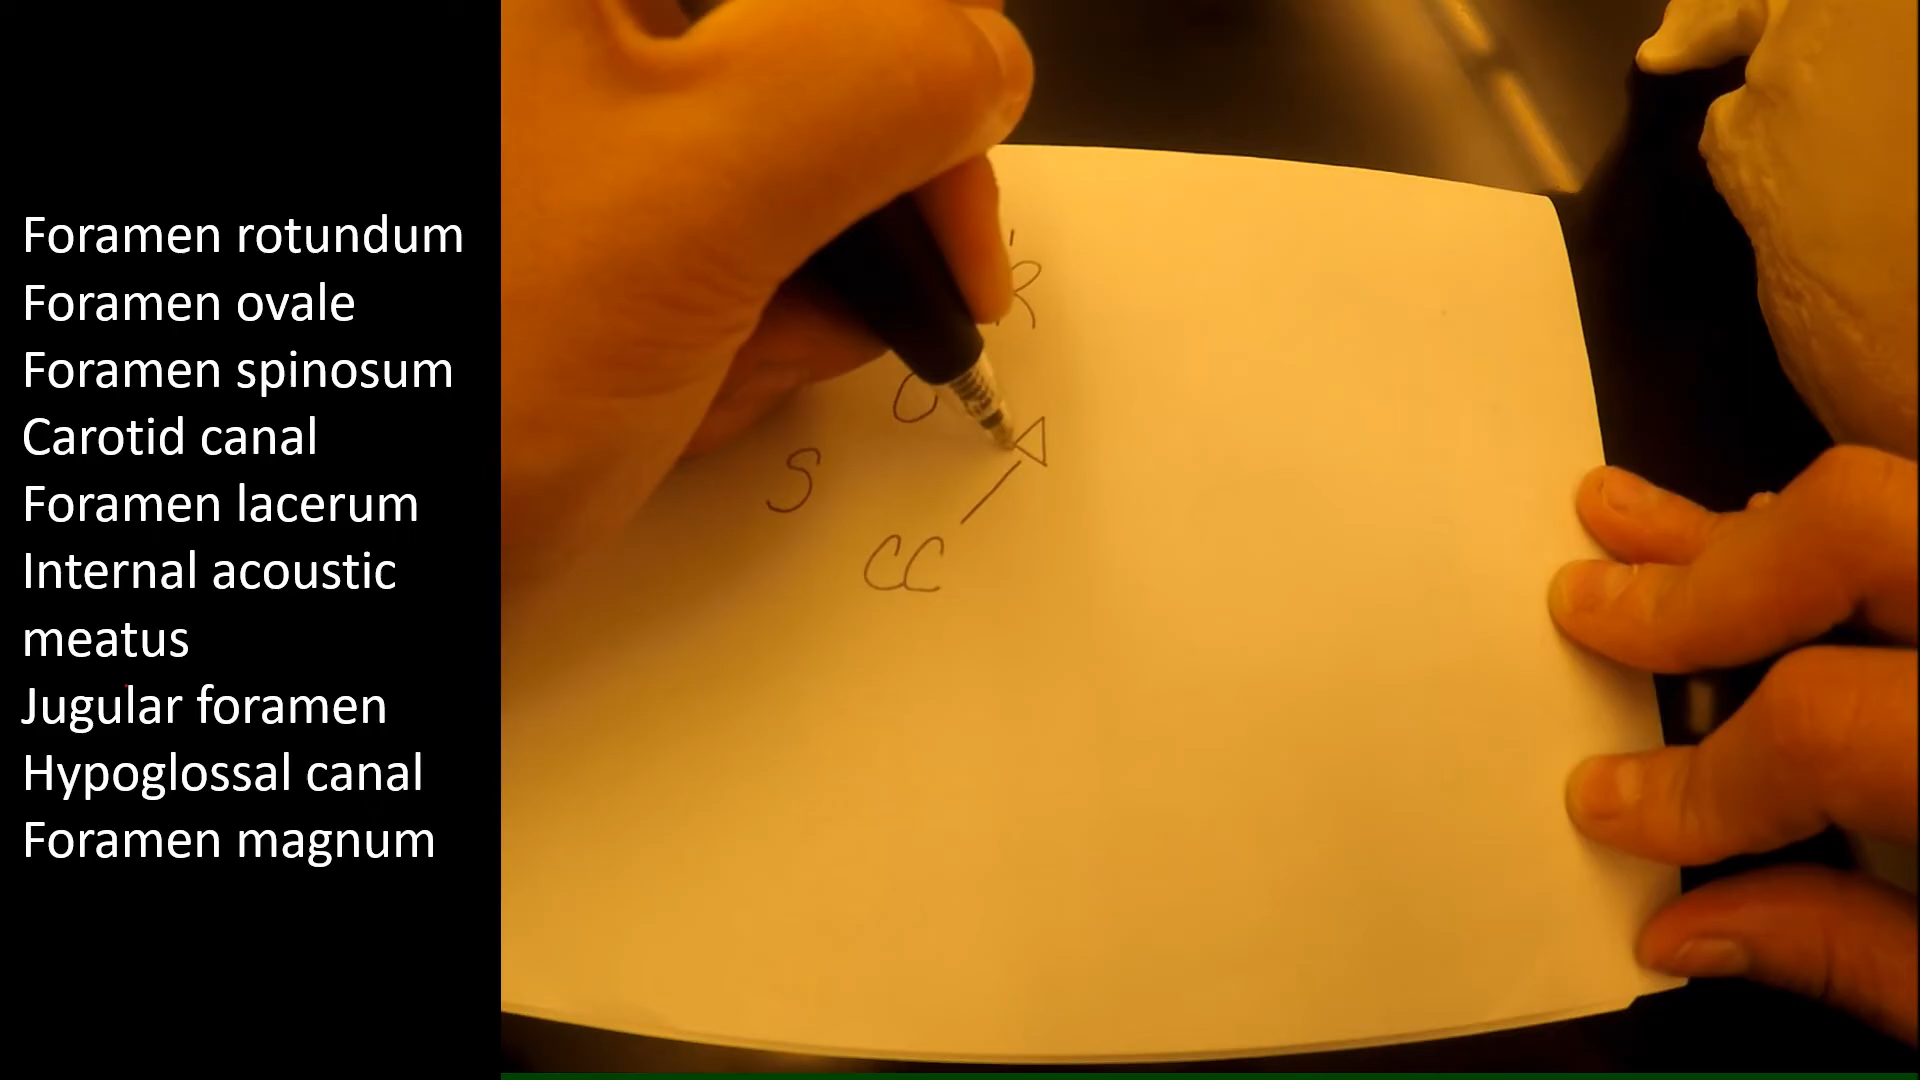 Foramen rotundum
Foramen ovale
Foramen spinosum
Carotid canal
Foramen lacerum
Internal acoustic
meatus
Jugular foramen
Hypoglossal canal
Foramen magnum
R
O
S
CC